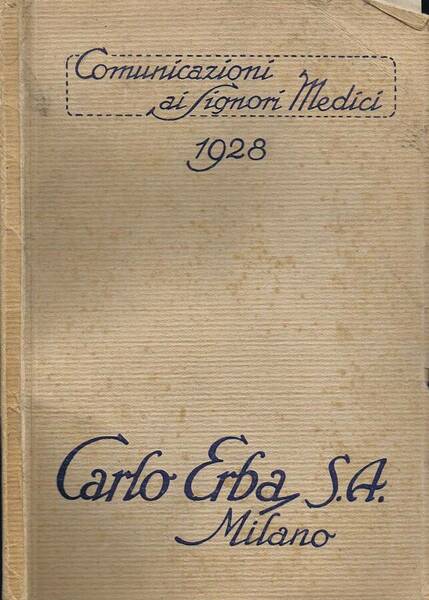 Comunicazioni
ai Signori Medici
1928
Carlo Erba S.A.
Milano